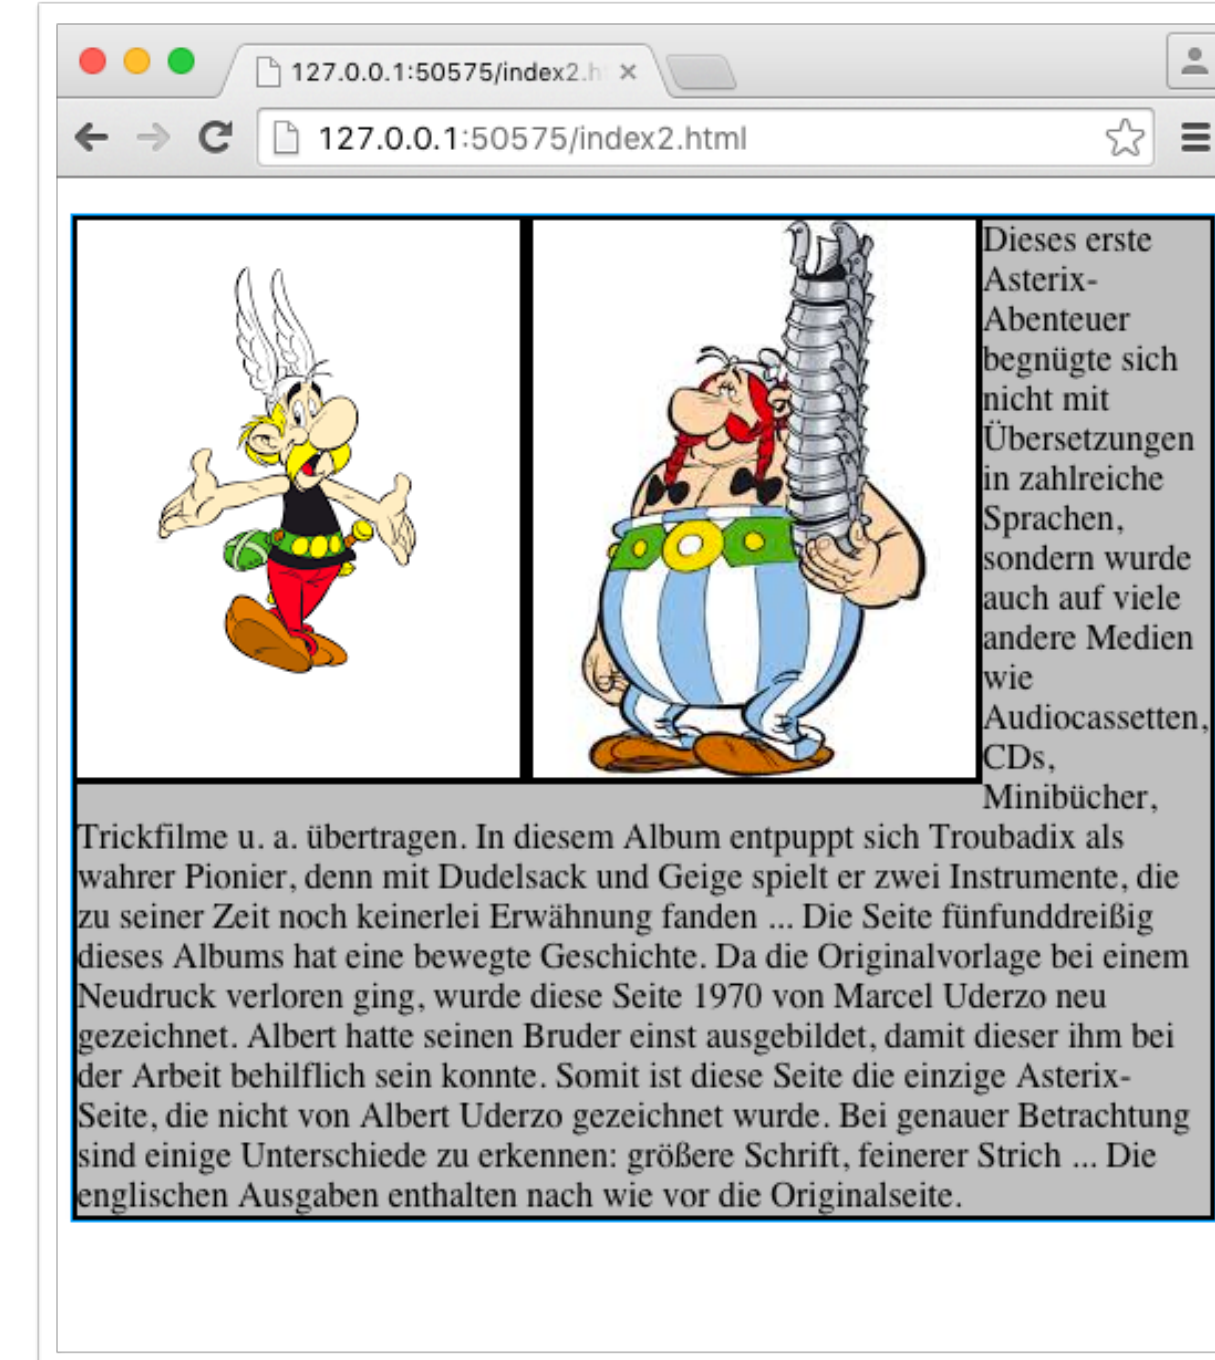 127.0.0.1:50575/index2.h
127.0.0.1:50575/index2.html
Dieses erste
Asterix-
Abenteuer
begnügte sich
nicht mit
Übersetzungen
in zahlreiche
Sprachen,
sondern wurde
auch auf viele
andere Medien
wie
Audiocassetten,
CDs,
Minibücher,
Trickfilme u. a. übertragen. In diesem Album entpuppt sich Troubadix als
wahrer Pionier, denn mit Dudelsack und Geige spielt er zwei Instrumente, die
zu seiner Zeit noch keinerlei Erwähnung fanden ... Die Seite fünfunddreißig
dieses Albums hat eine bewegte Geschichte. Da die Originalvorlage bei einem
Neudruck verloren ging, wurde diese Seite 1970 von Marcel Uderzo neu
gezeichnet. Albert hatte seinen Bruder einst ausgebildet, damit dieser ihm bei
der Arbeit behilflich sein konnte. Somit ist diese Seite die einzige Asterix-
Seite, die nicht von Albert Uderzo gezeichnet wurde. Bei genauer Betrachtung
sind einige Unterschiede zu erkennen: größere Schrift, feinerer Strich ... Die
englischen Ausgaben enthalten nach wie vor die Originalseite.